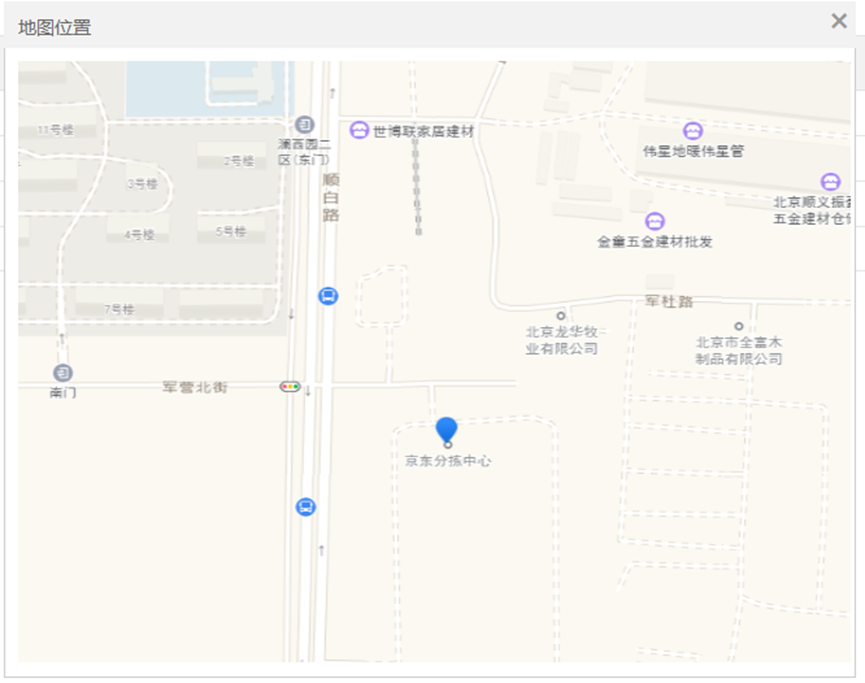 地图位置
11号楼
2号楼
3号楼
4号楼
5号楼
7号楼
澜西园二
区(东门)
世博联家居建材
顺白路
伟星地暖伟星管
北京顺义振
五金建材仓
金童五金建材批发
军杜路
北京龙华牧
业有限公司
北京市全富木
制品有限公司
南门
军营北街
京东分拣中心